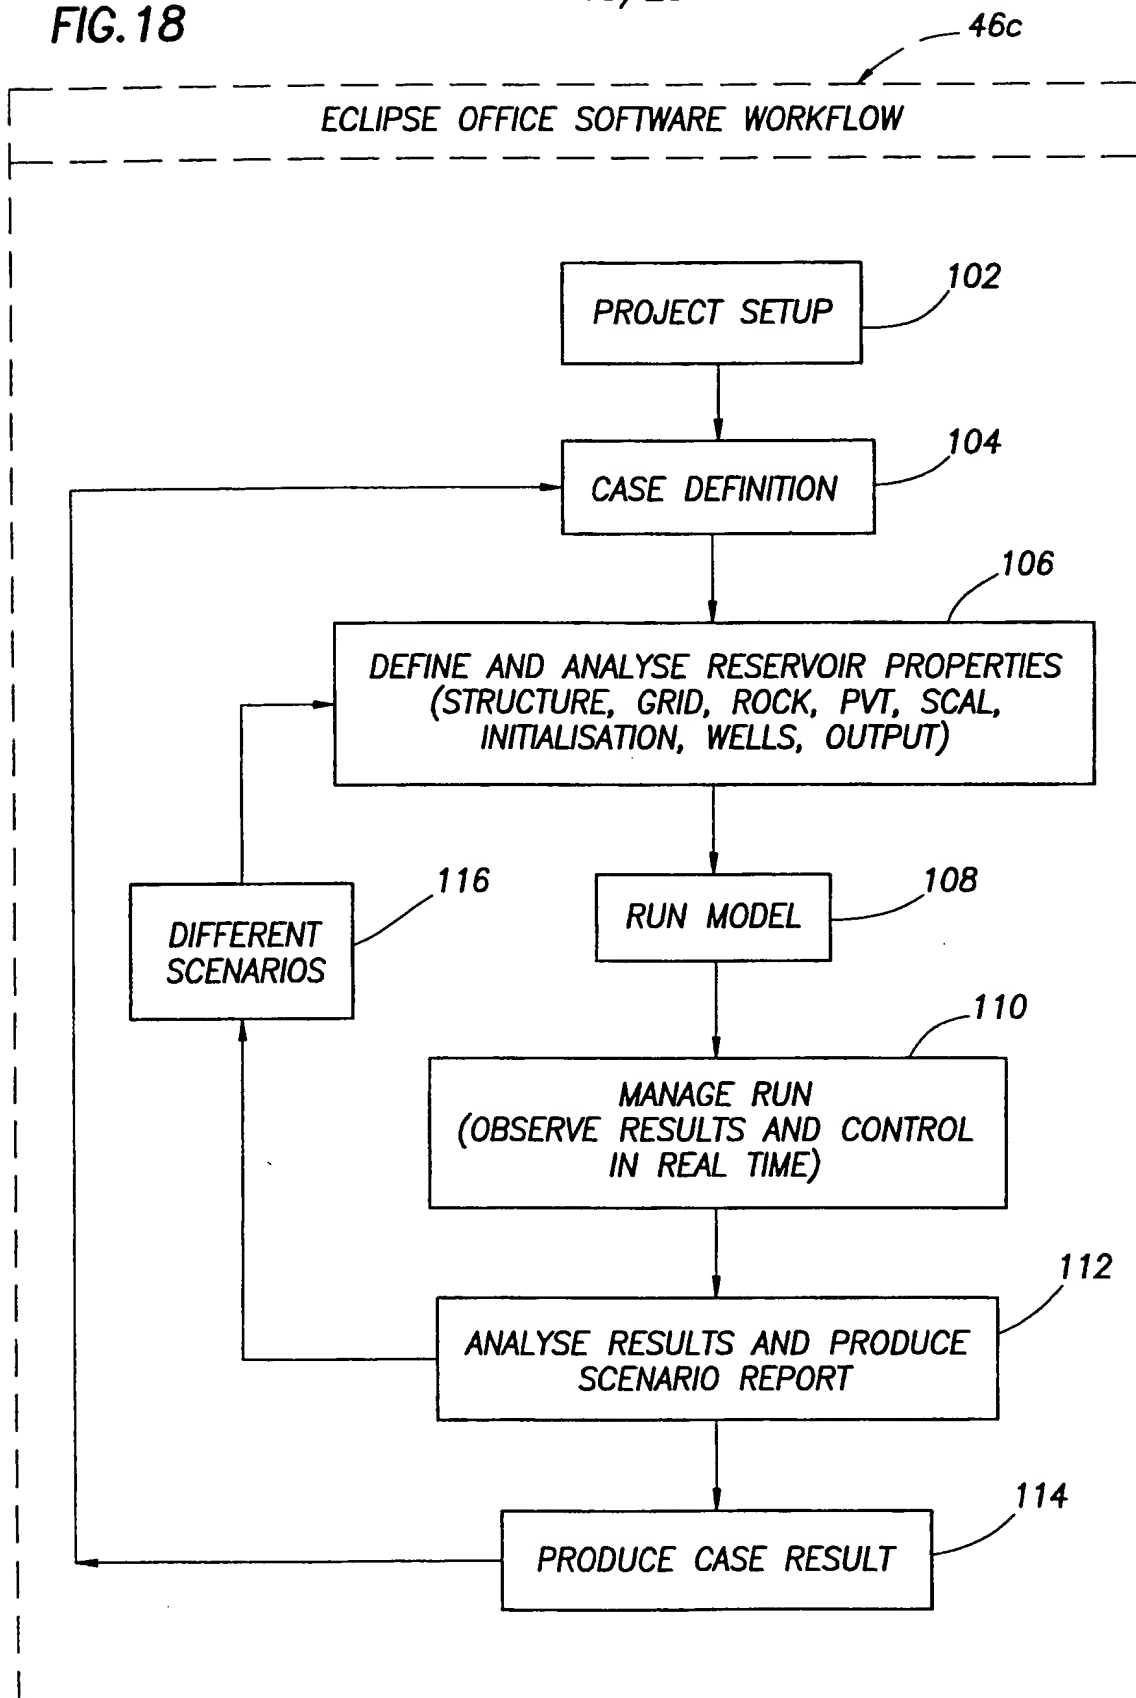 FIG.18
46c
ECLIPSE OFFICE SOFTWARE WORKFLOW
PROJECT SETUP
102
CASE DEFINITION
104
106
DEFINE AND ANALYSE RESERVOIR PROPERTIES
(STRUCTURE, GRID, ROCK, PVT, SCAL,
INITIALISATION, WELLS, OUTPUT)
116
DIFFERENT
SCENARIOS
108
RUN MODEL
110
MANAGE RUN
(OBSERVE RESULTS AND CONTROL
IN REAL TIME)
112
ANALYSE RESULTS AND PRODUCE
SCENARIO REPORT
114
PRODUCE CASE RESULT